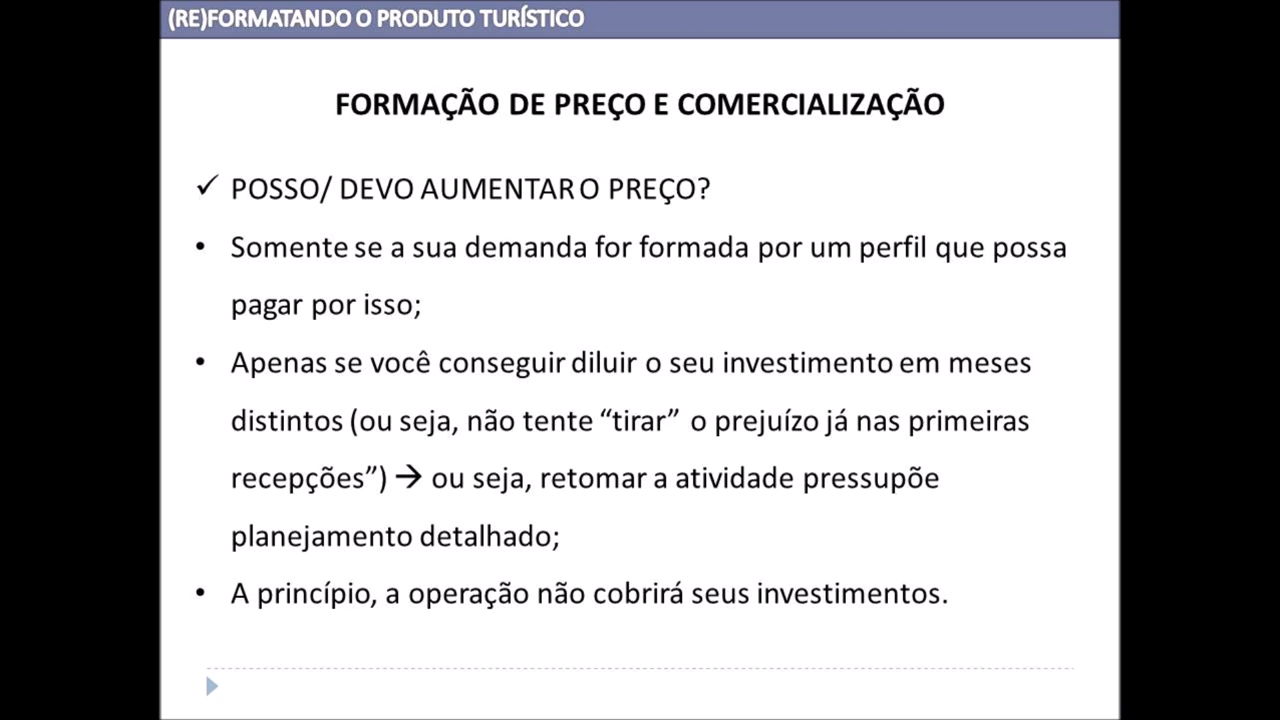 (RE)FORMATANDO O PRODUTO TURÍSTICO
FORMAÇÃO DE PREÇO E COMERCIALIZAÇÃO
✓ POSSO/ DEVO AUMENTAR O PREÇO?
• Somente se a sua demanda for formada por um perfil que possa
pagar por isso;
• Apenas se você conseguir diluir o seu investimento em meses
distintos (ou seja, não tente “tirar” o prejuízo já nas primeiras
recepções”) → ou seja, retomar a atividade pressupõe
planejamento detalhado;
• A princípio, a operação não cobrirá seus investimentos.